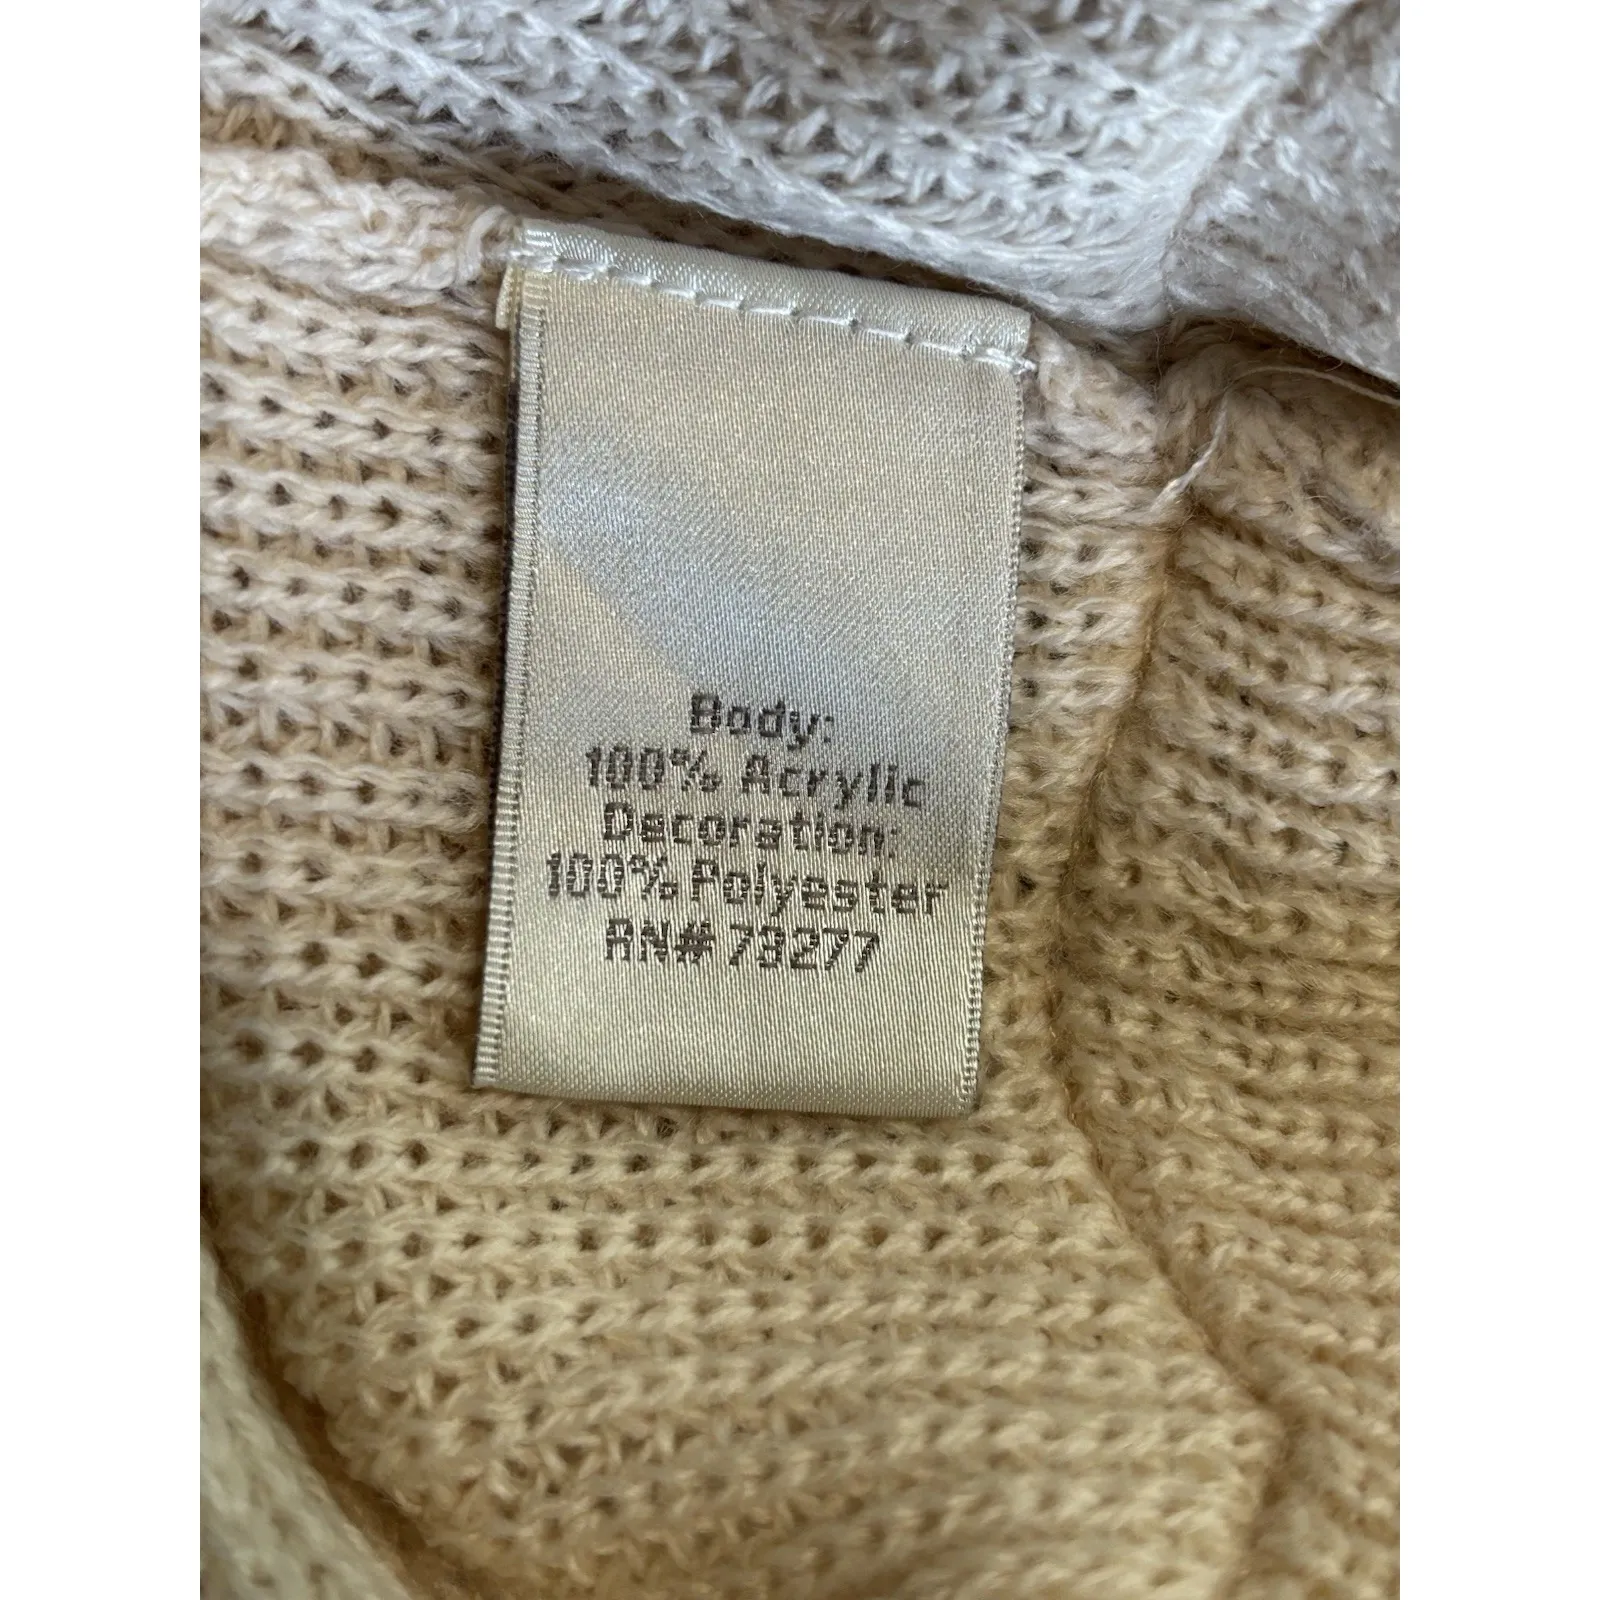 Body:
100% Acrylic
Decoration:
100% Polyester
RN# 73277